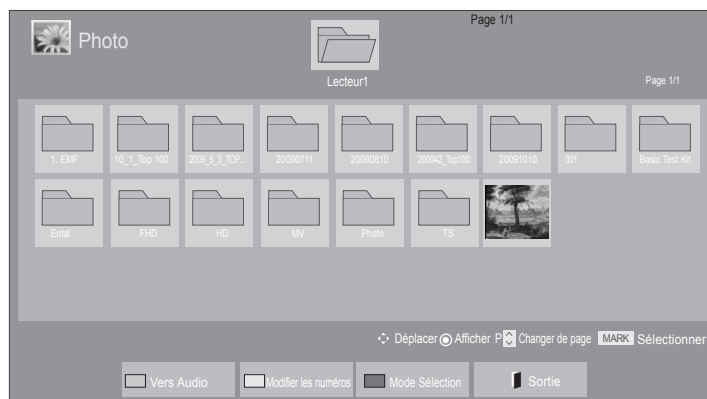 Page 1/1
Photo
Lecteur1
Page 1/1
1. EMF 10_1_Top 100 2009_5_3_TOP... 20090711 20090810 200942_Top100 20091010 001 Basic Test Kit
Ental FHD HD MV Photo TS
Déplacer Afficher P Changer de page MARK Sélectionner
Vers Audio Modifier les numéros Mode Sélection Sortie